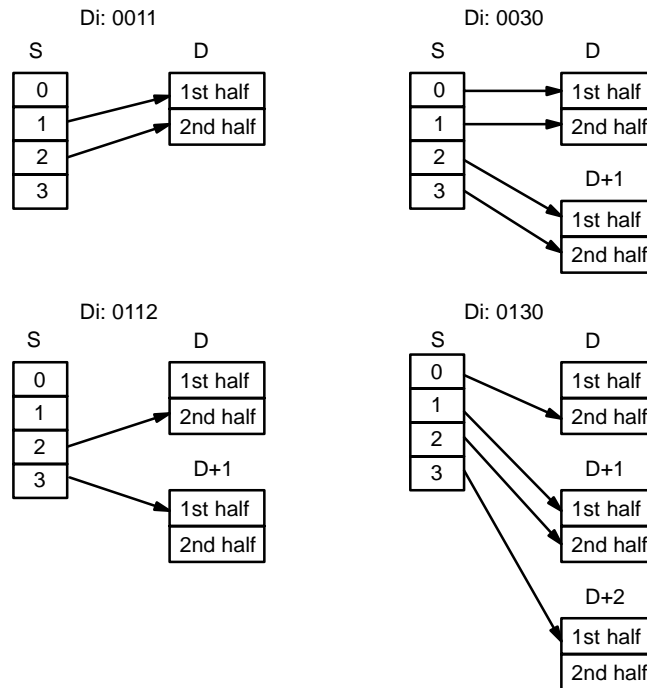 Di: 0011
S
D
0
1
2
3
1st half
2nd half
Di: 0030
S
D
0
1
2
3
1st half
2nd half
D+1
1st half
2nd half
Di: 0112
S
D
0
1
2
3
1st half
2nd half
D+1
1st half
2nd half
Di: 0130
S
D
0
1
2
3
1st half
2nd half
D+1
1st half
2nd half
D+2
1st half
2nd half